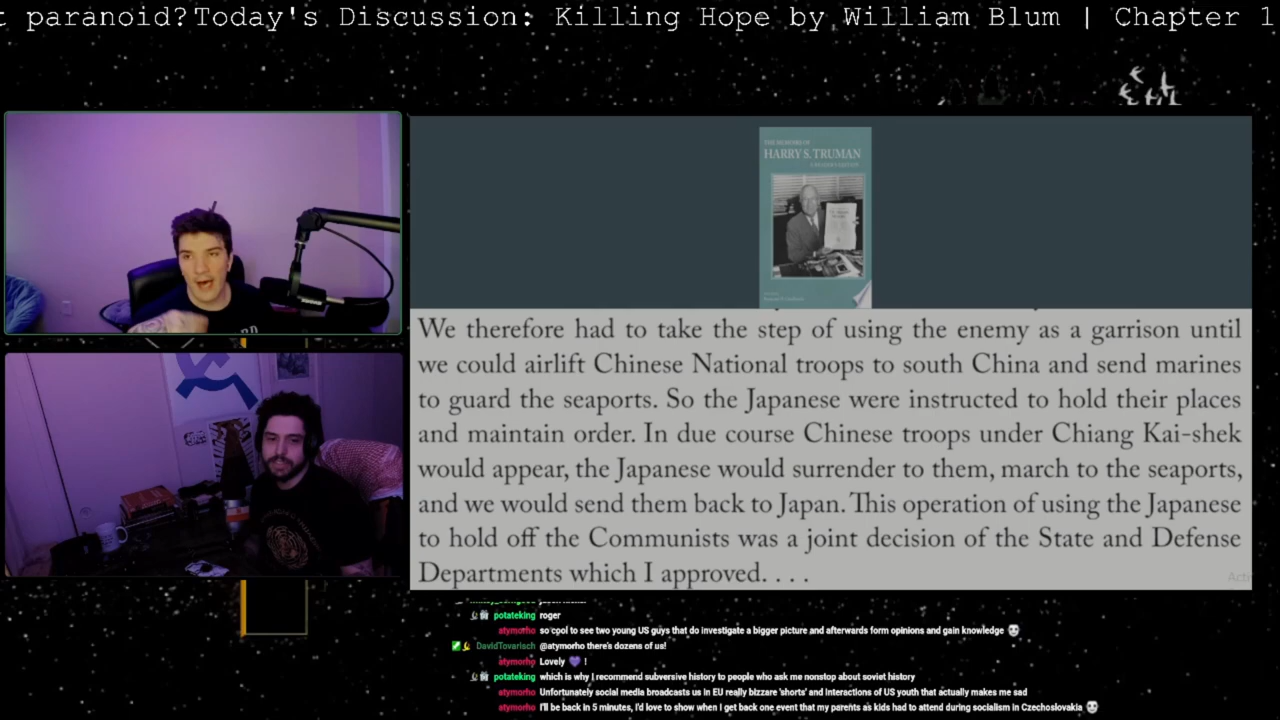 t paranoid?Today's Discussion: Killing Hope by William Blum | Chapter 1
THE MEMOIRS OF
HARRY S. TRUMAN
We therefore had to take the step of using the enemy as a garrison until
we could airlift Chinese National troops to south China and send marines
to guard the seaports. So the Japanese were instructed to hold their places
and maintain order. In due course Chinese troops under Chiang Kai-shek
would appear, the Japanese would surrender to them, march to the seaports,
and we would send them back to Japan. This operation of using the Japanese
to hold off the Communists was a joint decision of the State and Defense
Departments which I approved. . . .
potateking roger
atymorho so cool to see two young US guys that do investigate a bigger picture and afterwards form opinions and gain knowledge
DavidTovarisch @atymorho there's dozens of us!
atymorho Lovely !
potateking which is why I recommend subversive history to people who ask me nonstop about soviet history
atymorho Unfortunately social media broadcasts us in EU really bizzare 'shorts' and interactions of US youth that actually makes me sad
atymorho I'll be back in 5 minutes, I'd love to show when I get back one event that my parents as kids had to attend during socialism in Czechoslovakia